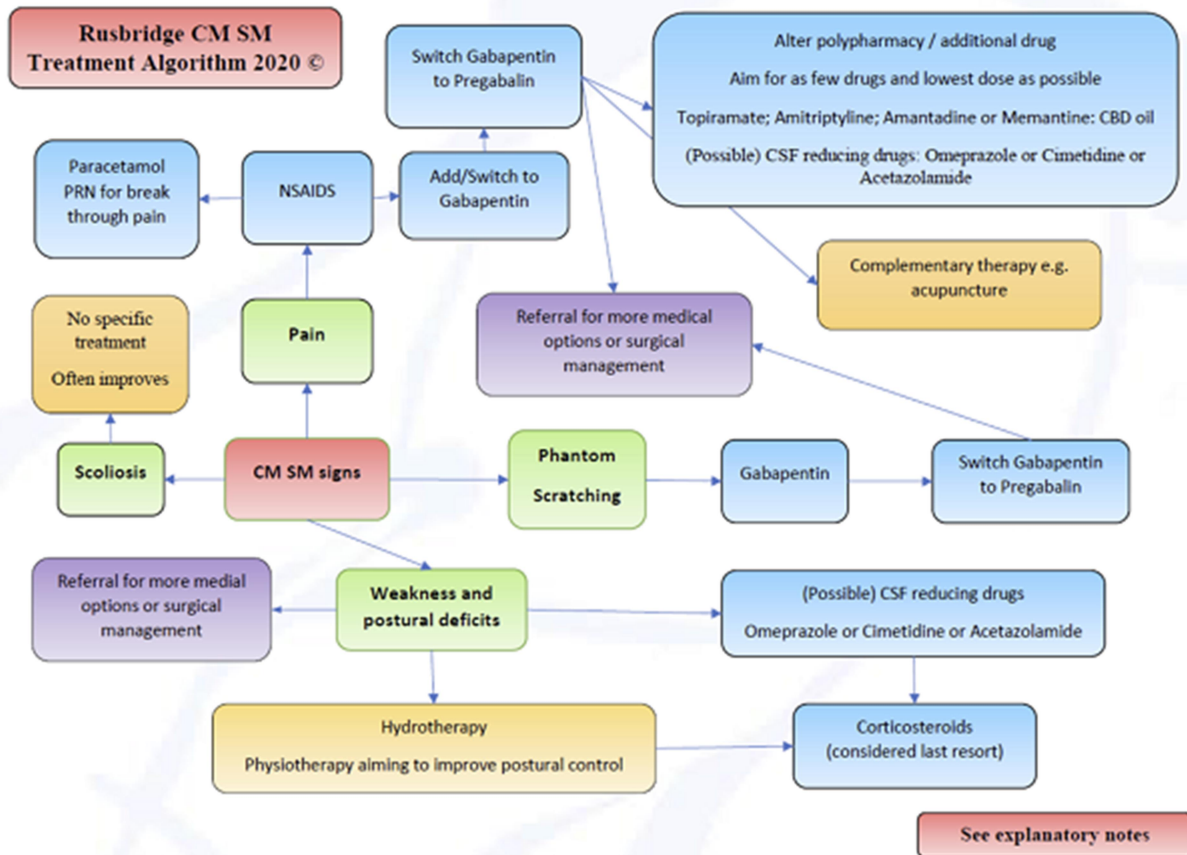 Rusbridge CM SM
Treatment Algorithm 2020 ©
Switch Gabapentin
to Pregabalin
Alter polypharmacy / additional drug
Aim for as few drugs and lowest dose as possible
Topiramate; Amitriptyline; Amantadine or Memantine: CBD oil
(Possible) CSF reducing drugs: Omeprazole or Cimetidine or
Acetazolamide
Paracetamol
PRN for break
through pain
NSAIDS
Add/Switch to
Gabapentin
Complementary therapy e.g.
acupuncture
No specific
treatment
Often improves
Pain
Referral for more medical
options or surgical
management
Scoliosis
CM SM signs
Phantom
Scratching
Gabapentin
Switch Gabapentin
to Pregabalin
Referral for more medial
options or surgical
management
Weakness and
postural deficits
(Possible) CSF reducing drugs
Omeprazole or Cimetidine or Acetazolamide
Hydrotherapy
Physiotherapy aiming to improve postural control
Corticosteroids
(considered last resort)
See explanatory notes